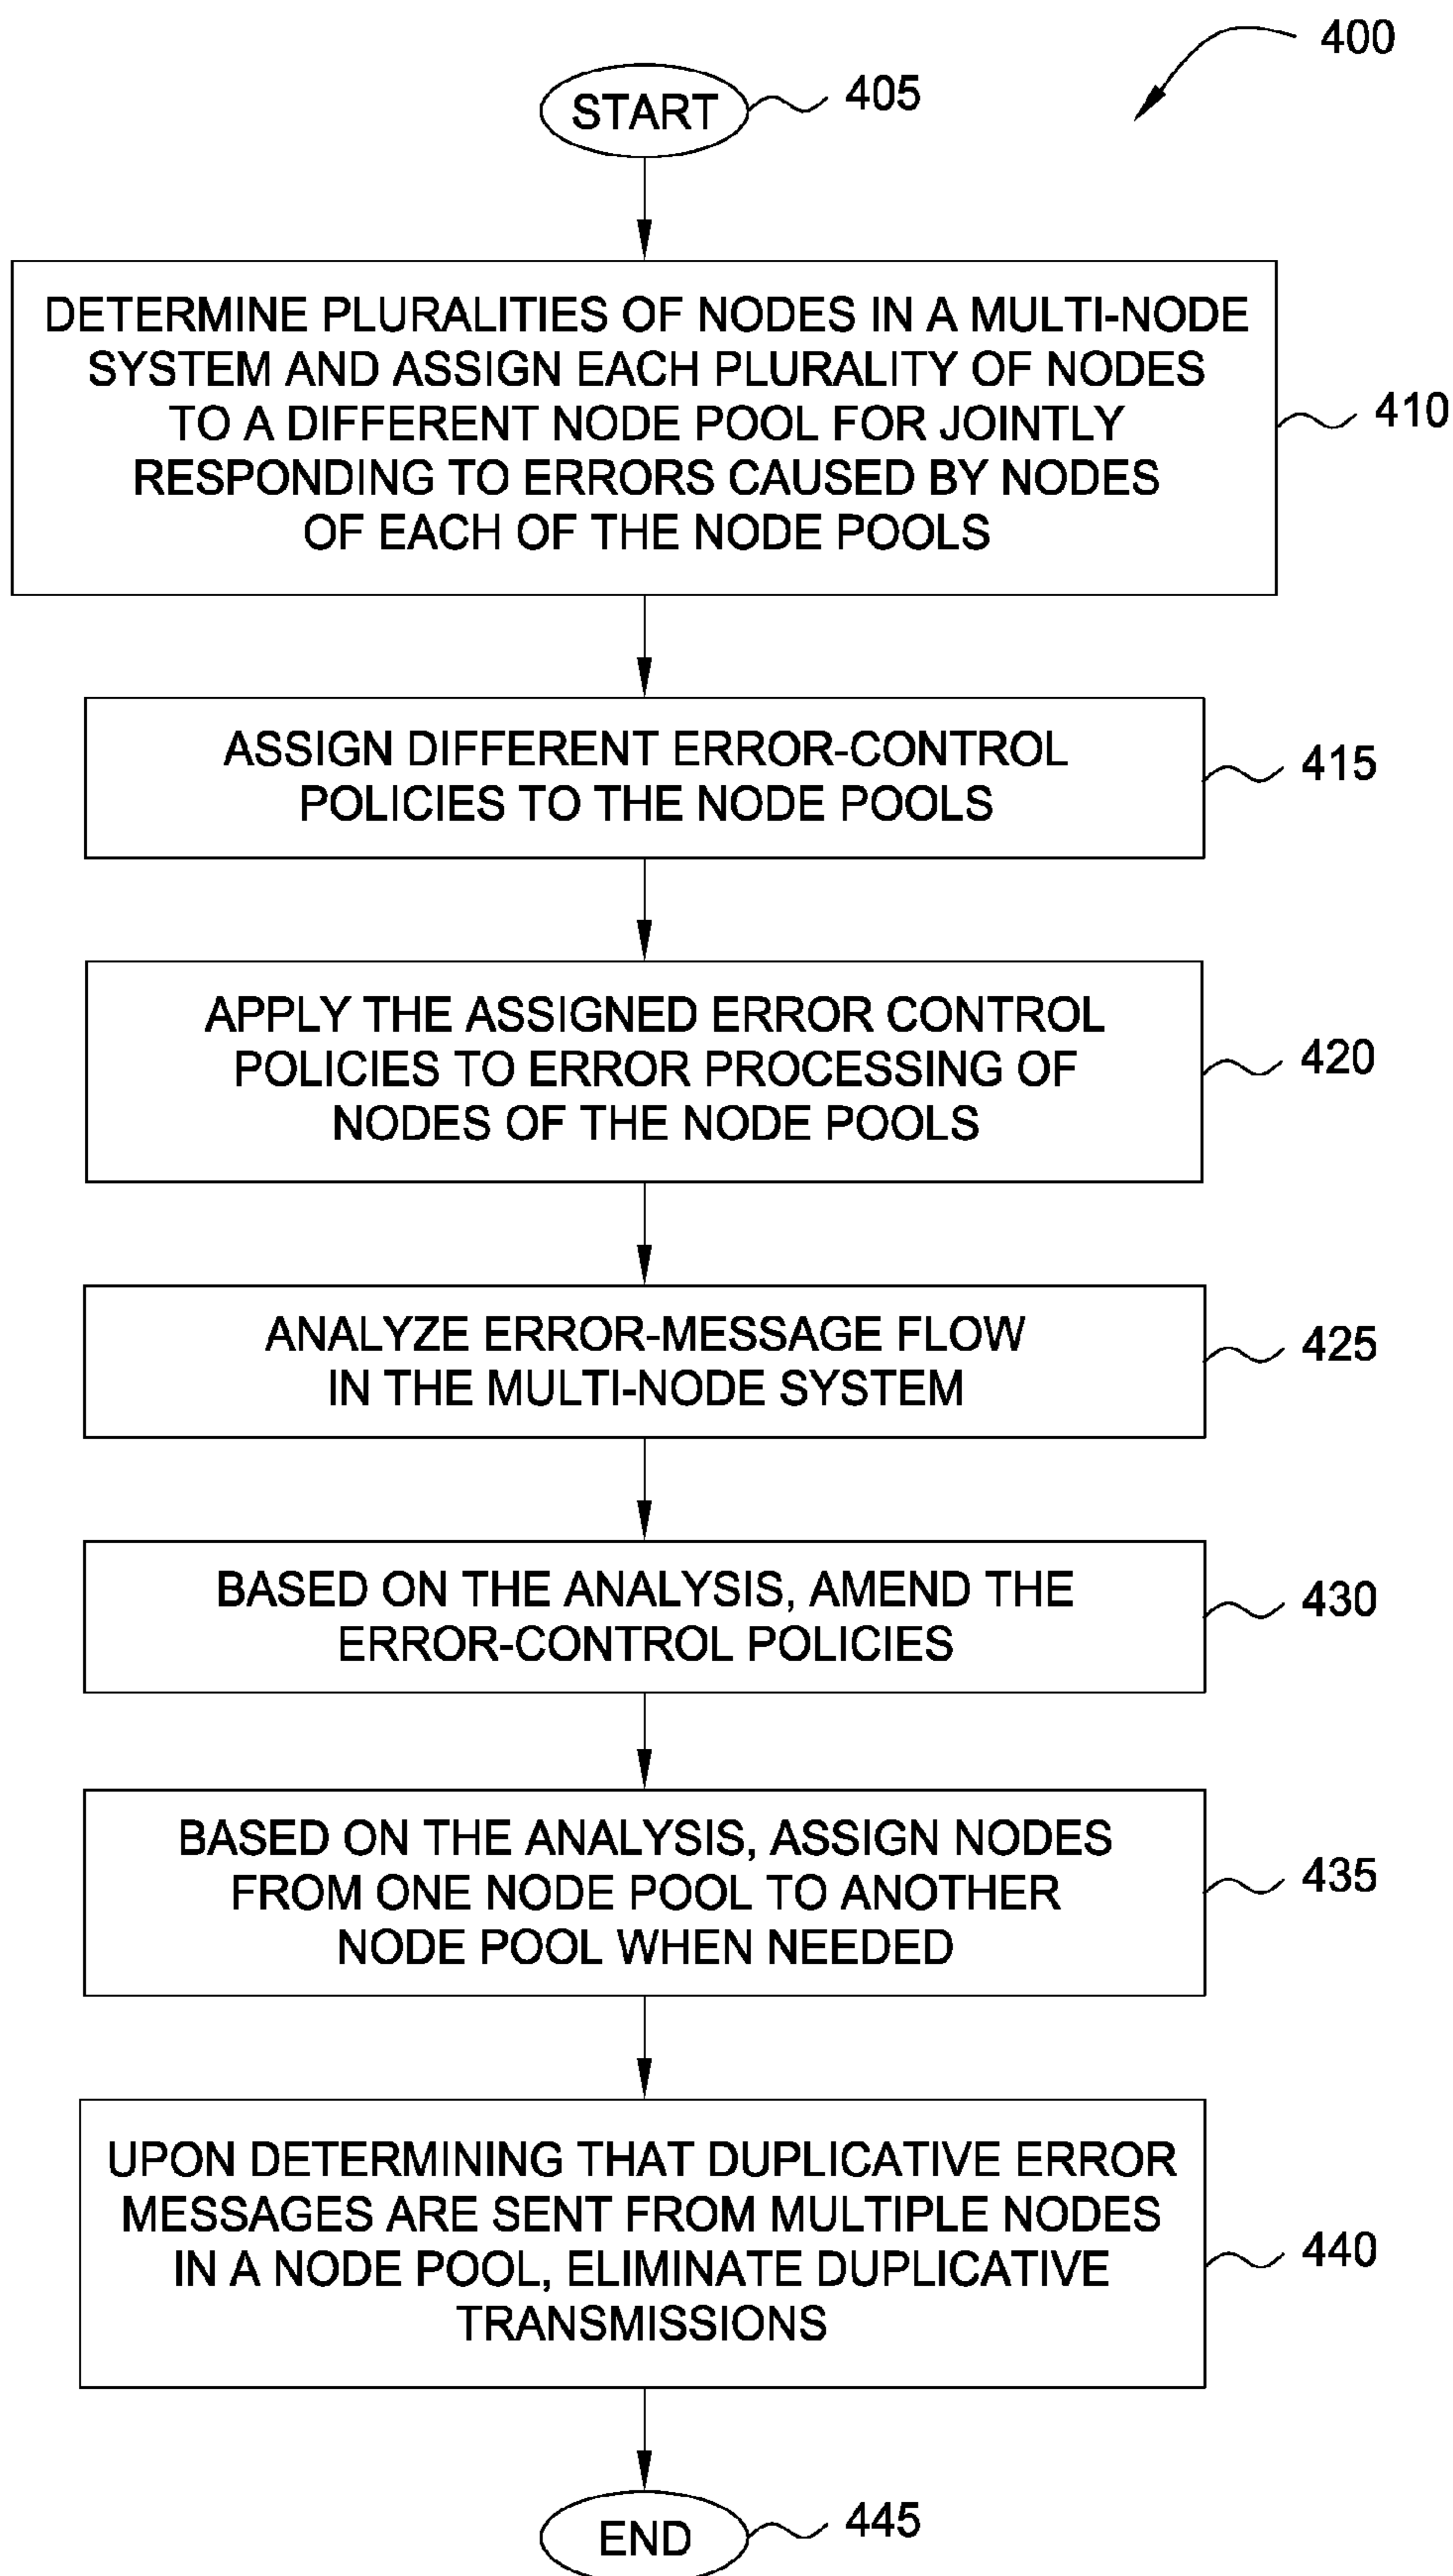 400
START
405
DETERMINE PLURALITIES OF NODES IN A MULTI-NODE
SYSTEM AND ASSIGN EACH PLURALITY OF NODES
TO A DIFFERENT NODE POOL FOR JOINTLY
RESPONDING TO ERRORS CAUSED BY NODES
OF EACH OF THE NODE POOLS
410
ASSIGN DIFFERENT ERROR-CONTROL
POLICIES TO THE NODE POOLS
415
APPLY THE ASSIGNED ERROR CONTROL
POLICIES TO ERROR PROCESSING OF
NODES OF THE NODE POOLS
420
ANALYZE ERROR-MESSAGE FLOW
IN THE MULTI-NODE SYSTEM
425
BASED ON THE ANALYSIS, AMEND THE
ERROR-CONTROL POLICIES
430
BASED ON THE ANALYSIS, ASSIGN NODES
FROM ONE NODE POOL TO ANOTHER
NODE POOL WHEN NEEDED
435
UPON DETERMINING THAT DUPLICATIVE ERROR
MESSAGES ARE SENT FROM MULTIPLE NODES
IN A NODE POOL, ELIMINATE DUPLICATIVE
TRANSMISSIONS
440
END
445